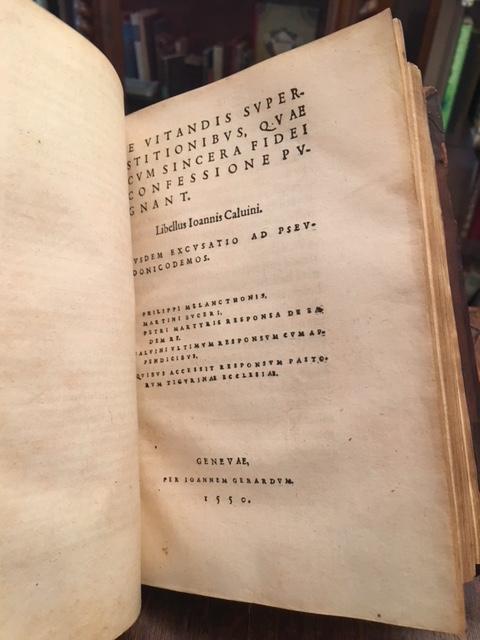 E VITANDIS SVPER-
STITIONIBVS, QVAE
CVM SINCERA FIDEI
CONFESSIONE PV-
GNANT.
Libellus Ioannis Caluini.
VSDEM EXCVSATIO AD PSEV-
DONICODEMOS.
PHILIPPI MELANCTHONIS,
MARTINI BVCERI,
PETRI MARTYRIS RESPONSA DE EA-
DEM RE.
CALVINI VLTIMVM RESPONSVM CVM AP-
PENDICIBVS.
QVIBVS ACCESSIT RESPONSVM PASTO-
RVM TIGVRINAE ECCLESIAE.
GENEVAE,
PER IOANNEM GERARDVM.
1550.